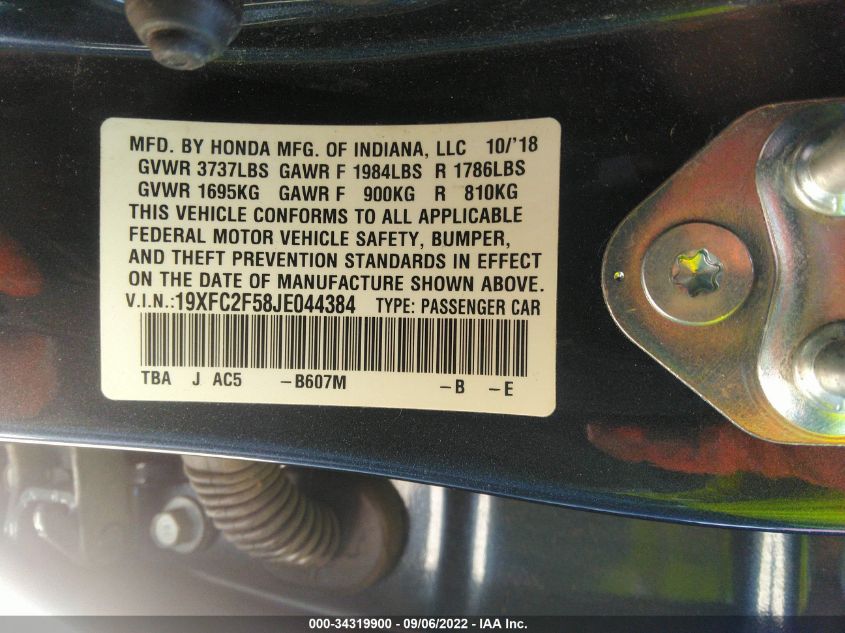 MFD. BY HONDA MFG. OF INDIANA, LLC 10/'18
GVWR 3737LBS GAWR F 1984LBS R 1786LBS
GVWR 1695KG GAWR F 900KG R 810KG
THIS VEHICLE CONFORMS TO ALL APPLICABLE
FEDERAL MOTOR VEHICLE SAFETY, BUMPER,
AND THEFT PREVENTION STANDARDS IN EFFECT
ON THE DATE OF MANUFACTURE SHOWN ABOVE.
V.I.N.:19XFC2F58JE044384 TYPE: PASSENGER CAR
TBA J AC5 -B607M -B -E
000-34319900 - 09/06/2022 - IAA Inc.